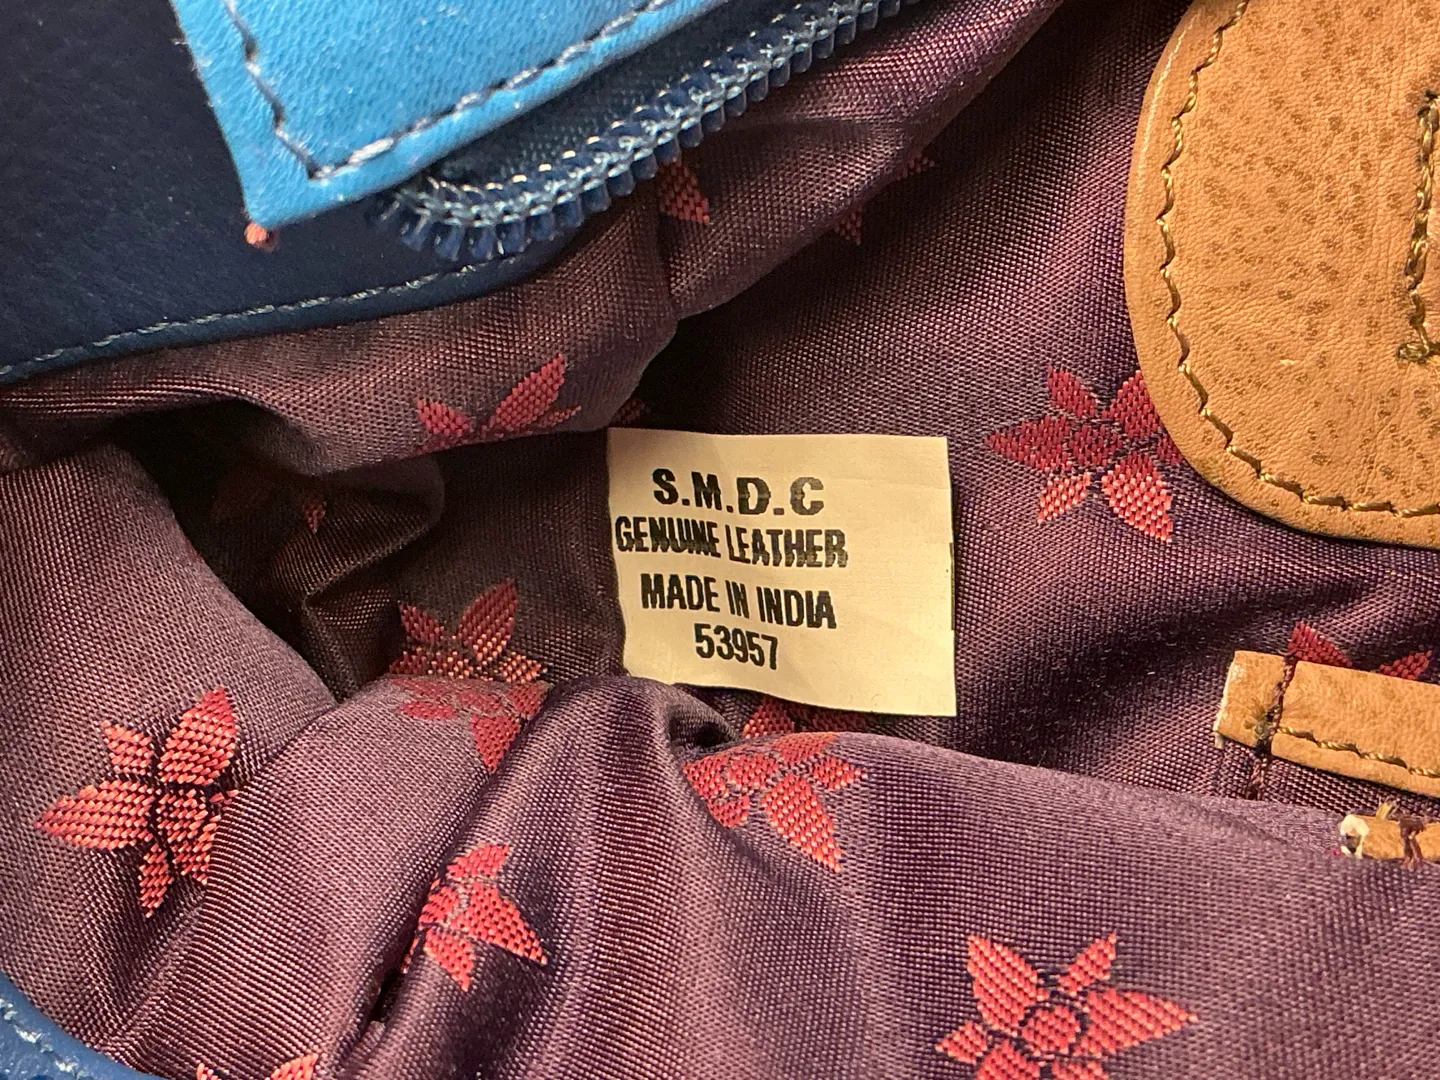 S.M.D.C
GENUINE LEATHER
MADE IN INDIA
53957